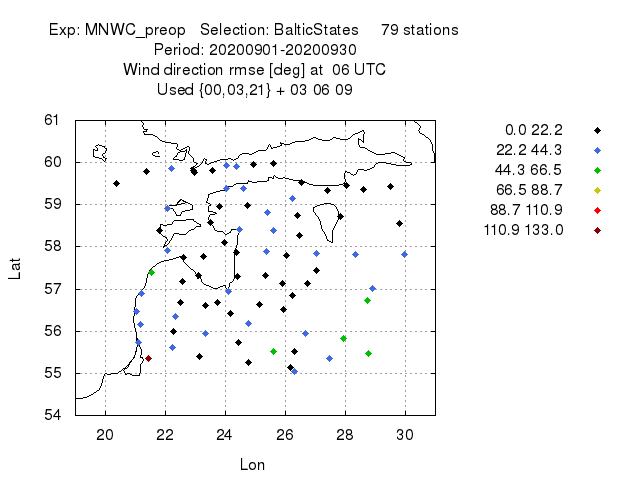 Exp: MNWC_preop Selection: BalticStates 79 stations
Period: 20200901-20200930
Wind direction rmse [deg] at 06 UTC
Used {00,03,21} + 03 06 09
61
60
59
58
57
56
55
54
Lat
20 22 24 26 28 30
Lon
0.0 22.2
22.2 44.3
44.3 66.5
66.5 88.7
88.7 110.9
110.9 133.0